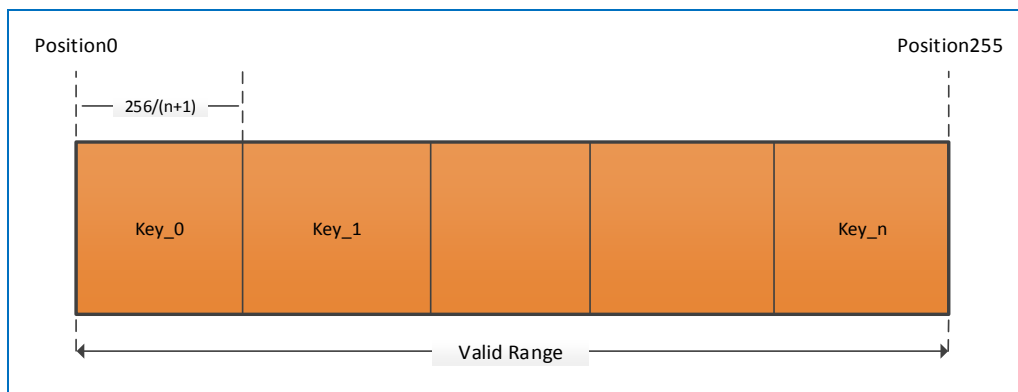 Position0
Position255
256/(n+1)
Key_0
Key_1
Key_n
Valid Range